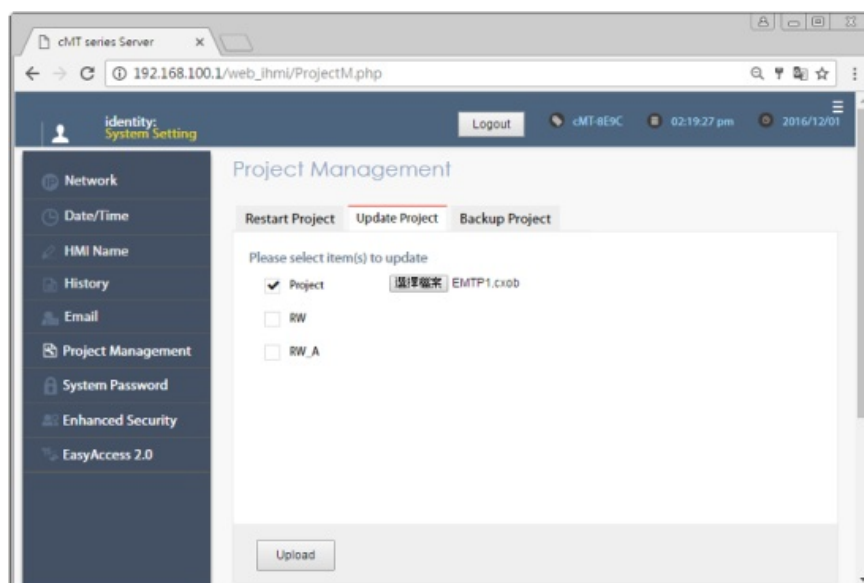 cMT series Server
192.168.100.1/web_ihmi/ProjectM.php
identity:
System Setting
Logout
cMT-8E9C
02:19:27 pm
2016/12/01
Network
Date/Time
HMI Name
History
Email
Project Management
System Password
Enhanced Security
EasyAccess 2.0
Project Management
Restart Project Update Project Backup Project
Please select item(s) to update
Project 選擇檔案 EMTP1.cxob
RW
RW_A
Upload